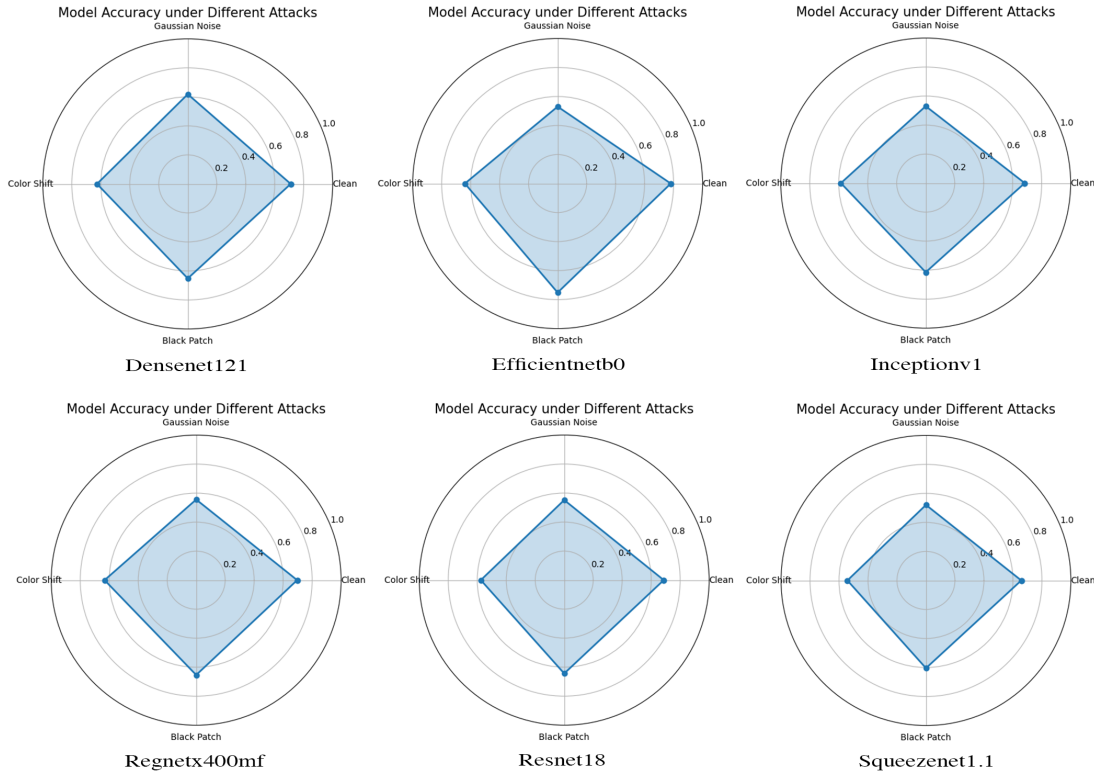 Model Accuracy under Different Attacks
Gaussian Noise
1.0
0.8
0.6
0.4
0.2
Color Shift
Clean
Black Patch
Densenet121
Model Accuracy under Different Attacks
Gaussian Noise
1.0
0.8
0.6
0.4
0.2
Color Shift
Clean
Black Patch
Efficientnetb0
Model Accuracy under Different Attacks
Gaussian Noise
1.0
0.8
0.6
0.4
0.2
Color Shift
Clean
Black Patch
Inceptionv1
Model Accuracy under Different Attacks
Gaussian Noise
1.0
0.8
0.6
0.4
0.2
Color Shift
Clean
Black Patch
Regnetx400mf
Model Accuracy under Different Attacks
Gaussian Noise
1.0
0.8
0.6
0.4
0.2
Color Shift
Clean
Black Patch
Resnet18
Model Accuracy under Different Attacks
Gaussian Noise
1.0
0.8
0.6
0.4
0.2
Color Shift
Clean
Black Patch
Squeezenet1.1